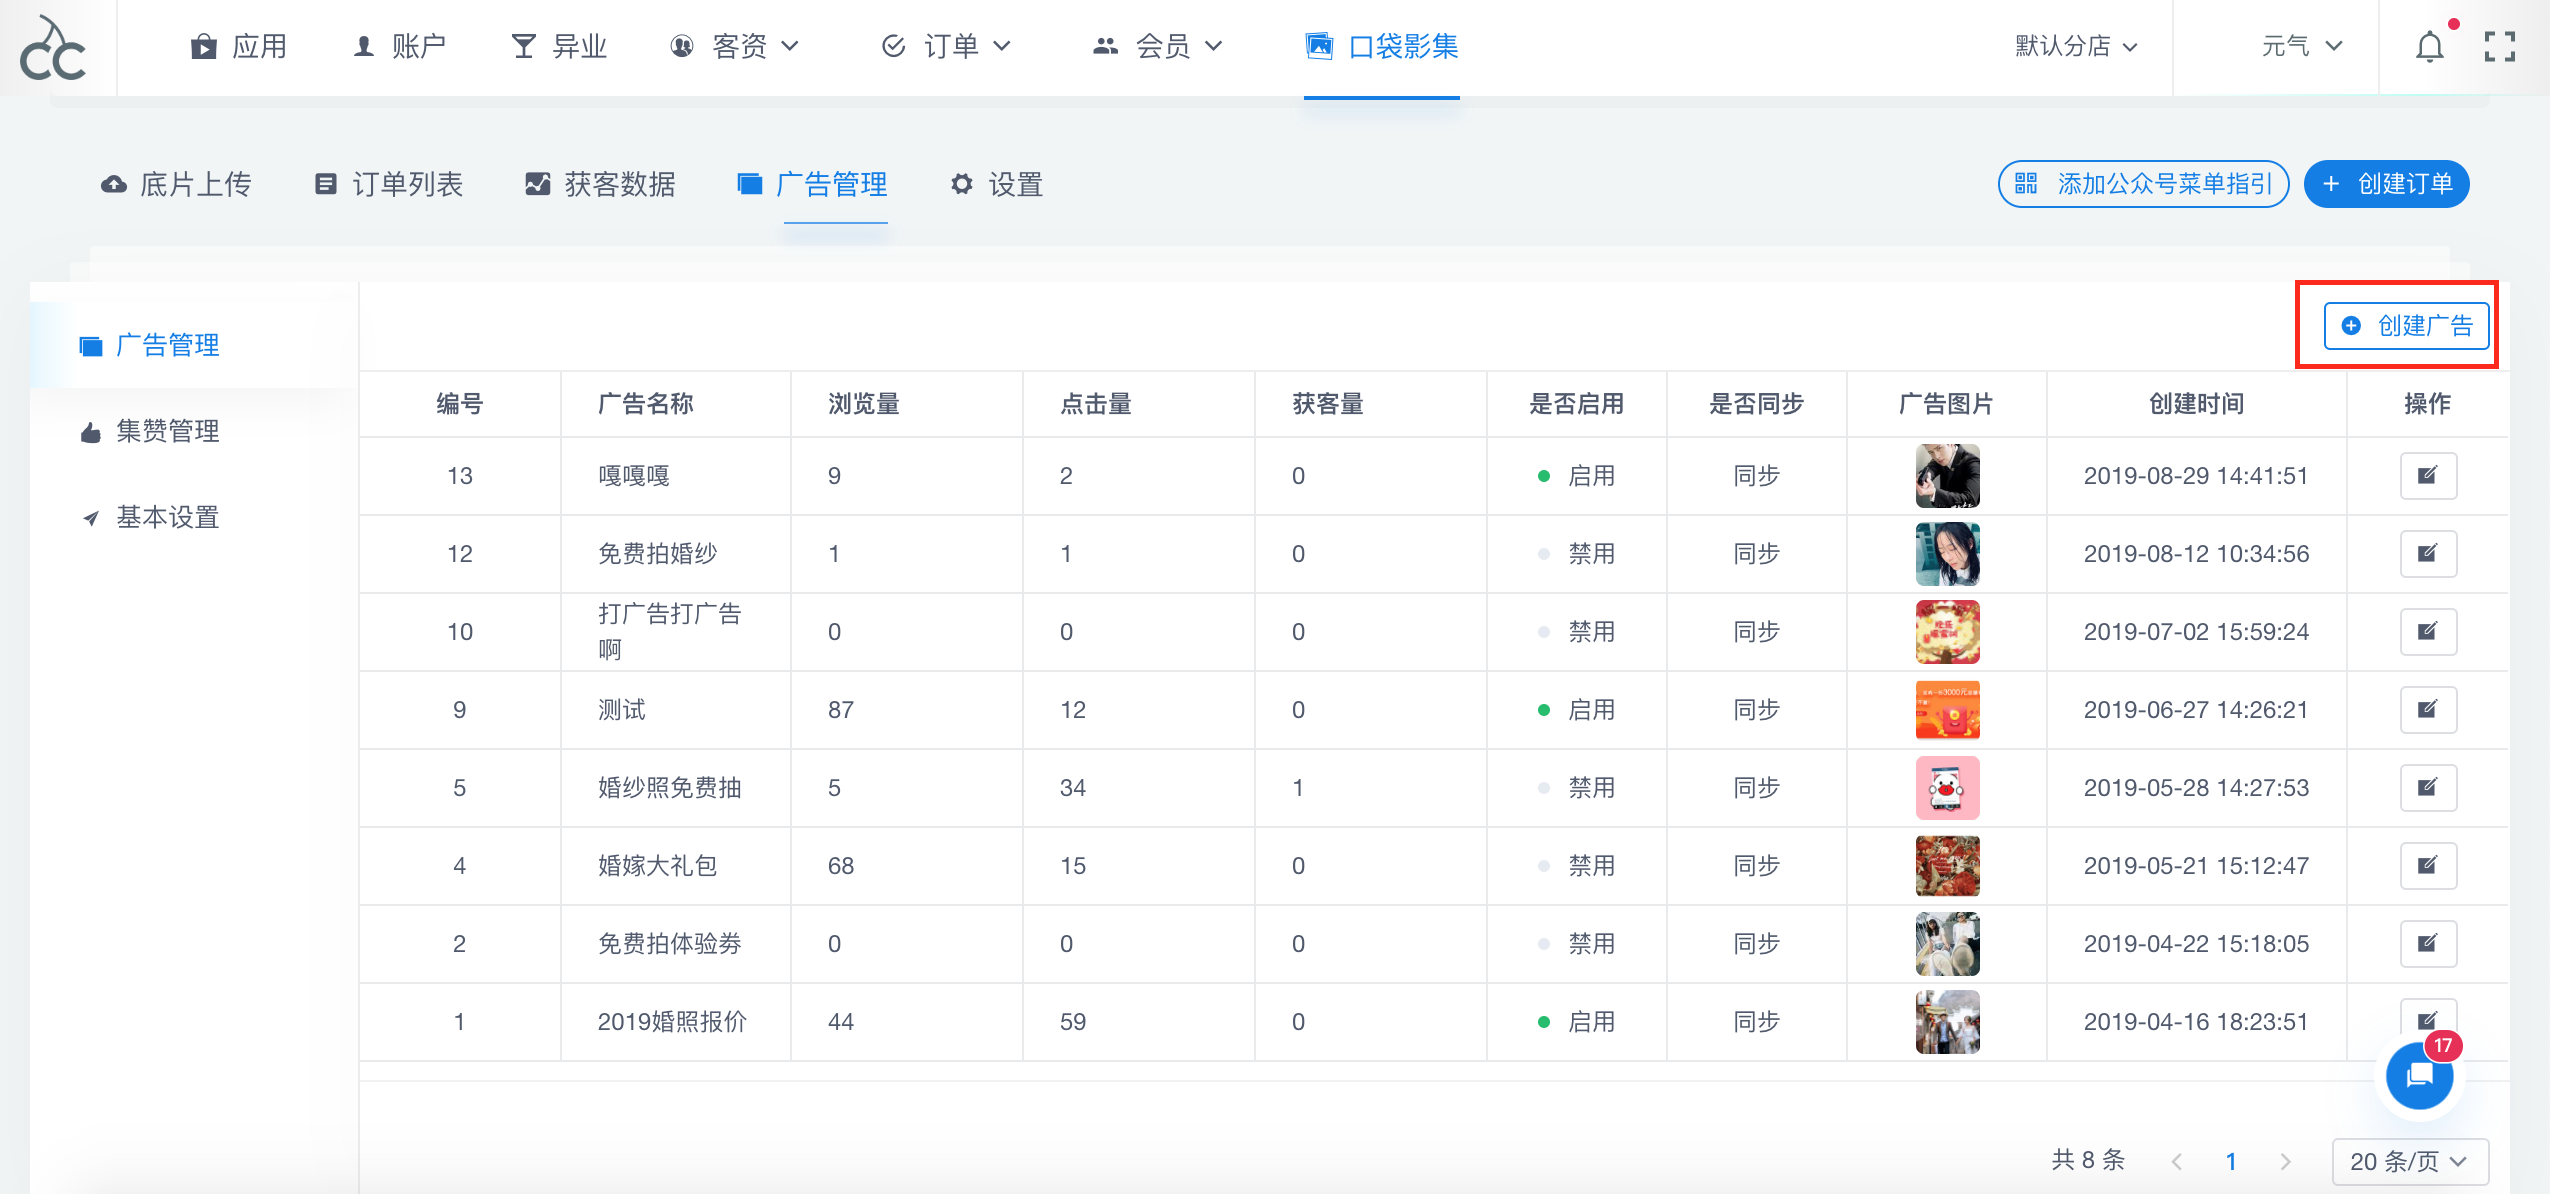 应用
账户
异业
客资
订单
会员
口袋影集
默认分店
元气
底片上传
订单列表
获客数据
广告管理
设置
添加公众号菜单指引
+ 创建订单
广告管理
集赞管理
基本设置
创建广告
编号 广告名称 浏览量 点击量 获客量 是否启用 是否同步 广告图片 创建时间 操作
13 嘎嘎嘎 9 2 0 启用 同步 2019-08-29 14:41:51
12 免费拍婚纱 1 1 0 禁用 同步 2019-08-12 10:34:56
10 打广告打广告
啊 0 0 0 禁用 同步 2019-07-02 15:59:24
9 测试 87 12 0 启用 同步 2019-06-27 14:26:21
5 婚纱照免费抽 5 34 1 禁用 同步 2019-05-28 14:27:53
4 婚嫁大礼包 68 15 0 禁用 同步 2019-05-21 15:12:47
2 免费拍体验券 0 0 0 禁用 同步 2019-04-22 15:18:05
1 2019婚照报价 44 59 0 启用 同步 2019-04-16 18:23:51
17
共 8 条
1
20 条/页